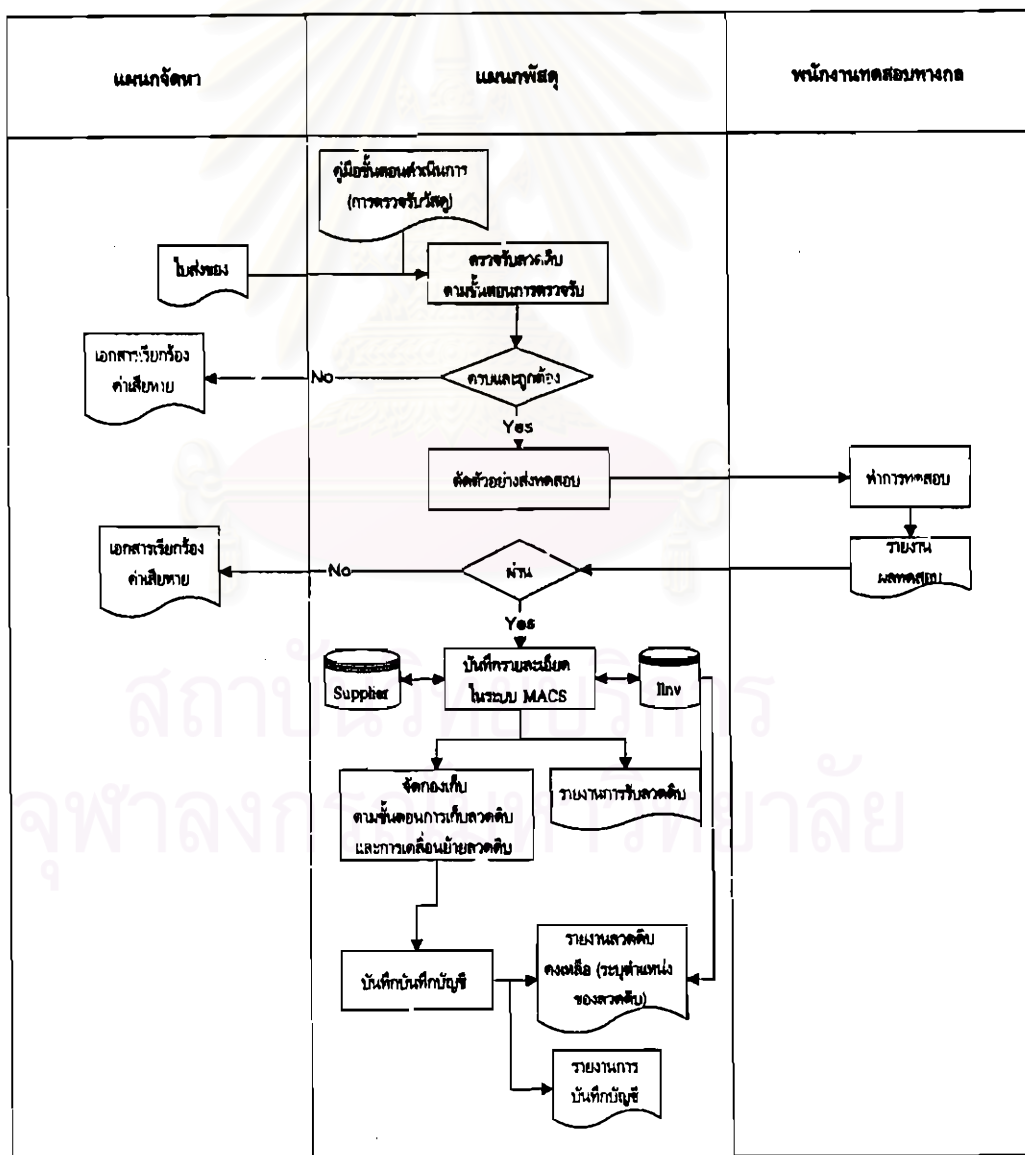 แผนกจัดหา
แผนกพัสดุ
พนักงานทดสอบทางกล
คู่มือขั้นตอนดำเนินการ
(การตรวจรับวัสดุ)
ใบส่งของ
ตรวจรับลวดดิบ
ตามขั้นตอนการตรวจรับ
เอกสารเรียกร้อง
ค่าเสียหาย
No
ครบและถูกต้อง
Yes
ตัดตัวอย่างส่งทดสอบ
ทำการทดสอบ
เอกสารเรียกร้อง
ค่าเสียหาย
No
ผ่าน
รายงาน
ผลทดสอบ
Yes
Supplier
บันทึกรายละเอียด
ในระบบ MACS
IInv
จัดกองเก็บ
ตามขั้นตอนการเก็บลวดดิบ
และการเคลื่อนย้ายลวดดิบ
รายงานการรับลวดดิบ
บันทึกบันทึกบัญชี
รายงานลวดดิบ
คงเหลือ (ระบุตำแหน่ง
ของลวดดิบ)
รายงานการ
บันทึกบัญชี
สถาบันวิทยบริการ
จุฬาลงกรณ์มหาวิทยาลัย